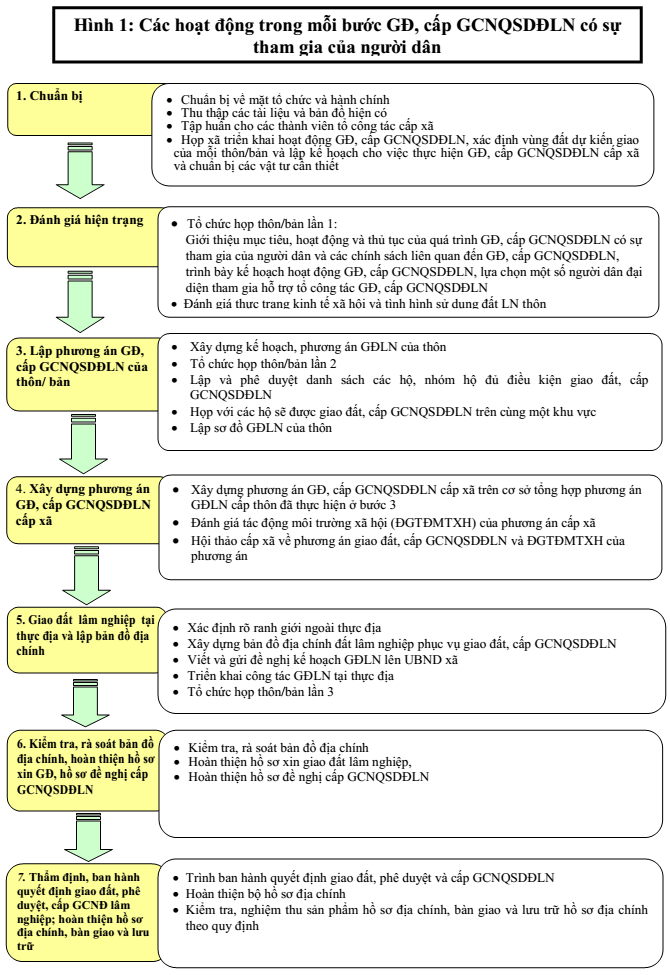 Hình 1: Các hoạt động trong mỗi bước GĐ, cấp GCNQSDĐLN có sự
tham gia của người dân
1. Chuẩn bị
• Chuẩn bị về mặt tổ chức và hành chính
• Thu thập các tài liệu và bản đồ hiện có
• Tập huấn cho các thành viên tổ công tác cấp xã
• Họp xã triển khai hoạt động GĐ, cấp GCNQSDĐLN, xác định vùng đất dự kiến giao
của mỗi thôn/bản và lập kế hoạch cho việc thực hiện GĐ, cấp GCNQSDĐLN cấp xã
và chuẩn bị các vật tư cần thiết
2. Đánh giá hiện trạng
• Tổ chức họp thôn/bản lần 1:
Giới thiệu mục tiêu, hoạt động và thủ tục của quá trình GĐ, cấp GCNQSDĐLN có sự
tham gia của người dân và các chính sách liên quan đến GĐ, cấp GCNQSDĐLN,
trình bày kế hoạch hoạt động GĐ, cấp GCNQSDĐLN, lựa chọn một số người dân đại
diện tham gia hỗ trợ tổ công tác GĐ, cấp GCNQSDĐLN
• Đánh giá thực trạng kinh tế xã hội và tình hình sử dụng đất LN thôn
3. Lập phương án GĐ,
cấp GCNQSDĐLN của
thôn/ bản
• Xây dựng kế hoạch, phương án GĐLN của thôn
• Tổ chức họp thôn/bản lần 2
• Lập và phê duyệt danh sách các hộ, nhóm hộ đủ điều kiện giao đất, cấp
GCNQSDĐLN
• Họp với các hộ sẽ được giao đất, cấp GCNQSDĐLN trên cùng một khu vực
• Lập sơ đồ GĐLN của thôn
4. Xây dựng phương án
GĐ, cấp GCNQSDĐLN
cấp xã
• Xây dựng phương án GĐ, cấp GCNQSDĐLN cấp xã trên cơ sở tổng hợp phương án
GĐLN cấp thôn đã thực hiện ở bước 3
• Đánh giá tác động môi trường xã hội (ĐGTĐMTXH) của phương án cấp xã
• Hội thảo cấp xã về phương án giao đất, cấp GCNQSDĐLN và ĐGTĐMTXH của
phương án
5. Giao đất lâm nghiệp tại
thực địa và lập bản đồ địa
chính
• Xác định rõ ranh giới ngoài thực địa
• Xây dựng bản đồ địa chính đất lâm nghiệp phục vụ giao đất, cấp GCNQSDĐLN
• Viết và gửi đề nghị kế hoạch GĐLN lên UBND xã
• Triển khai công tác GĐLN tại thực địa
• Tổ chức họp thôn/bản lần 3
6. Kiểm tra, rà soát bản đồ
địa chính, hoàn thiện hồ sơ
xin GĐ, hồ sơ đề nghị cấp
GCNQSDĐLN
• Kiểm tra, rà soát bản đồ địa chính
• Hoàn thiện hồ sơ xin giao đất lâm nghiệp,
• Hoàn thiện hồ sơ đề nghị cấp GCNQSDĐLN
7. Thẩm định, ban hành
quyết định giao đất, phê
duyệt, cấp GCNĐ lâm
nghiệp; hoàn thiện hồ sơ
địa chính, bàn giao và lưu
trữ
• Trình ban hành quyết định giao đất, phê duyệt và cấp GCNQSDĐLN
• Hoàn thiện bộ hồ sơ địa chính
• Kiểm tra, nghiệm thu sản phẩm hồ sơ địa chính, bàn giao và lưu trữ hồ sơ địa chính
theo quy định